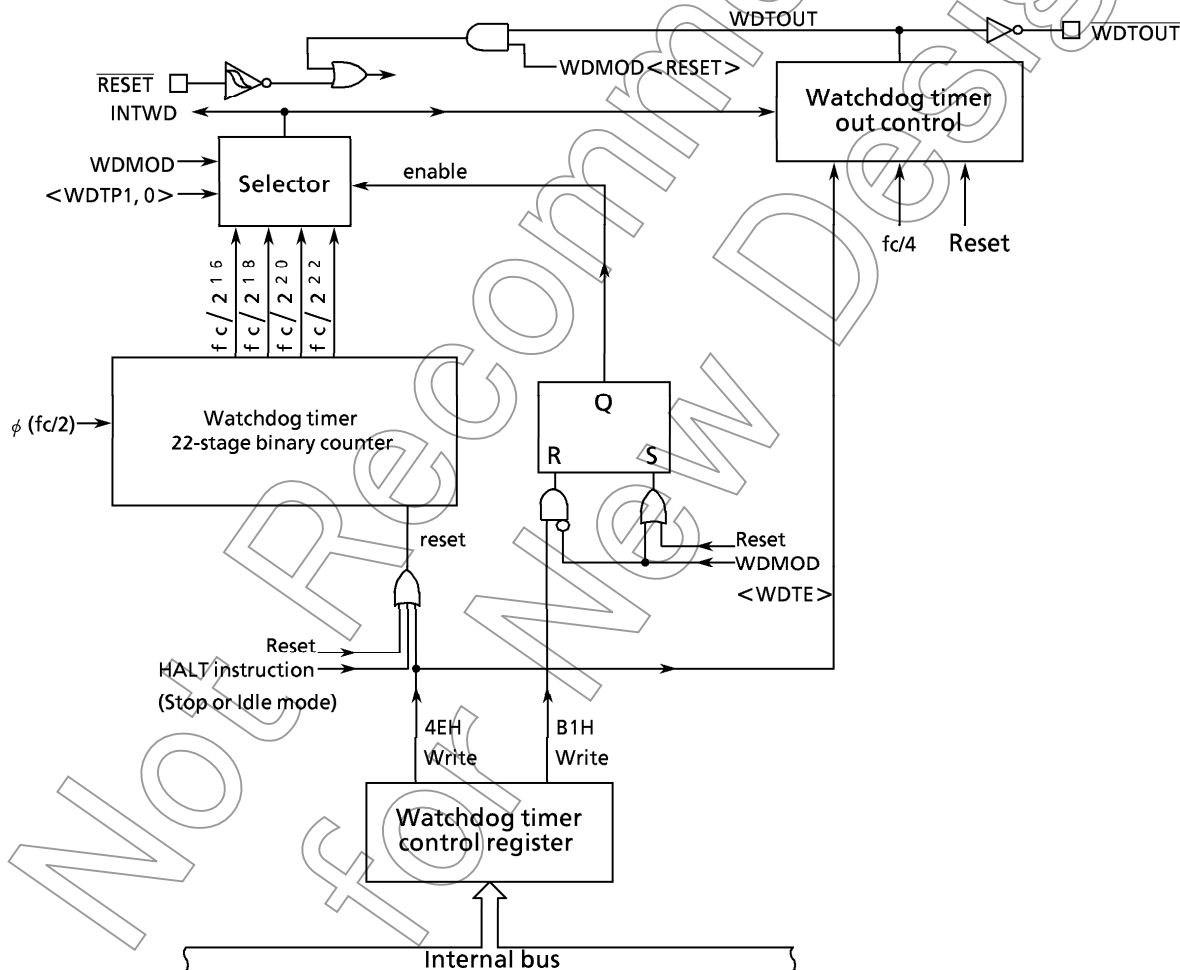 WDTOUT
WDTOUT
RESET
WDMOD<RESET>
INTWD
Watchdog timer
out control
WDMOD
<WDTP1, 0>
Selector
enable
fc/4
Reset
fc/2 16
fc/2 18
fc/2 20
fc/2 22
ϕ (fc/2)
Watchdog timer
22-stage binary counter
Q
R
S
reset
Reset
WDMOD
<WDTE>
Reset
HALT instruction
(Stop or Idle mode)
4EH
Write
B1H
Write
Watchdog timer
control register
Internal bus
Not Recomme
for New Desig